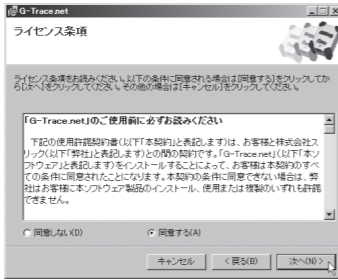 G-Trace.net
ライセンス条項
ライセンス条項をお読みください。以下の条件に同意される場合は[同意する]をクリックしてか
ら[次へ]をクリックしてください。その他の場合は[キャンセル]をクリックしてください。
「G-Trace.net」のご使用前に必ずお読みください
下記の使用許諾契約書(以下「本契約」と表記します)は、お客様と株式会社ス
リック(以下「弊社」と表記します)との間の契約です。「G-Trace.net」(以下「本ソ
フトウェア」と表記します)をインストールすることによって、お客様は本契約のすべ
ての条件に同意されたことになります。本契約の条件に同意できない場合は、弊
社はお客様に本ソフトウェア製品のインストール、使用または複製のいずれも許諾
できません。
同意しない(D) 同意する(A)
キャンセル < 戻る(B) 次へ(N) >